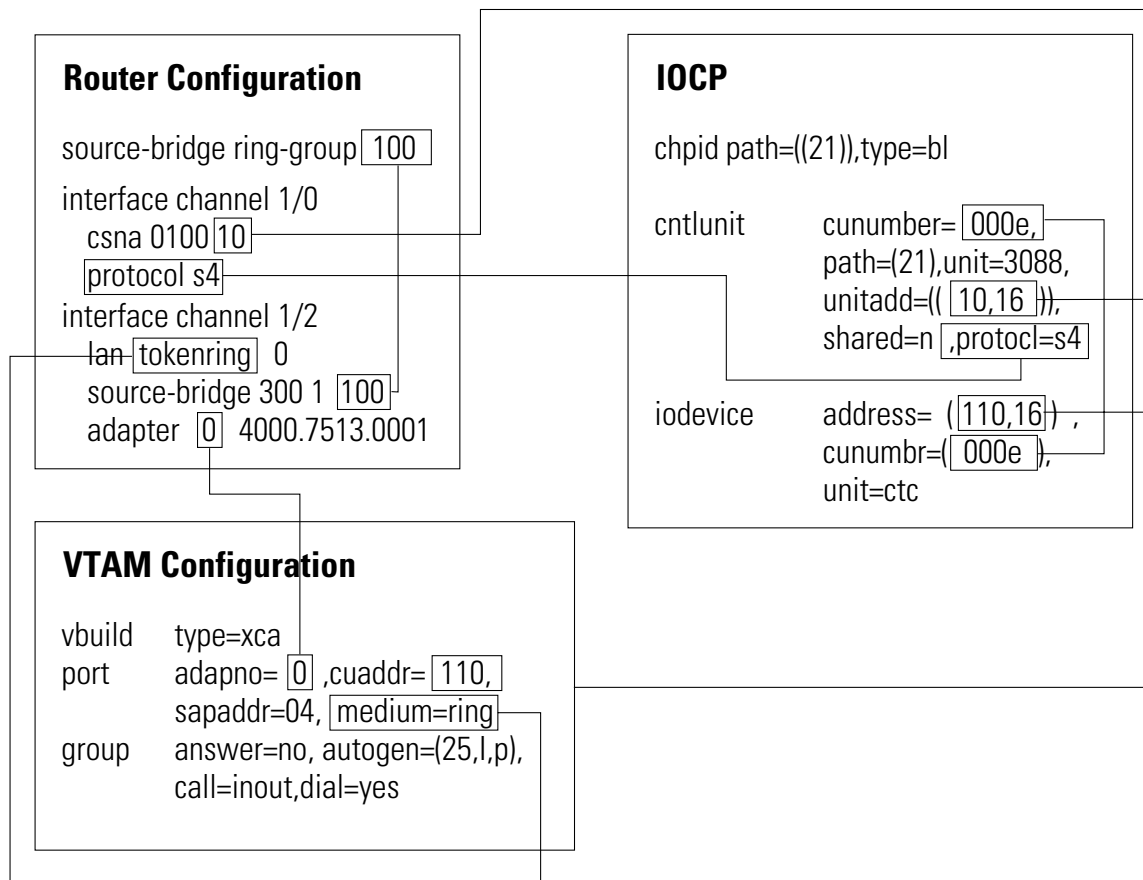 Router Configuration
source-bridge ring-group 100
interface channel 1/0
csna 0100 10
protocol s4
interface channel 1/2
lan tokenring 0
source-bridge 300 1 100
adapter 0 4000.7513.0001
IOCP
chpid path=((21)),type=bl
cntlunit cunumber= 000e,
path=(21),unit=3088,
unitadd=(( 10,16 )),
shared=n ,protocl=s4
iodevice address= (110,16) ,
cunumbr=( 000e ),
unit=ctc
VTAM Configuration
vbuild type=xca
port adapno= 0 ,cuaddr= 110,
sapaddr=04, medium=ring
group answer=no, autogen=(25,l,p),
call=inout,dial=yes